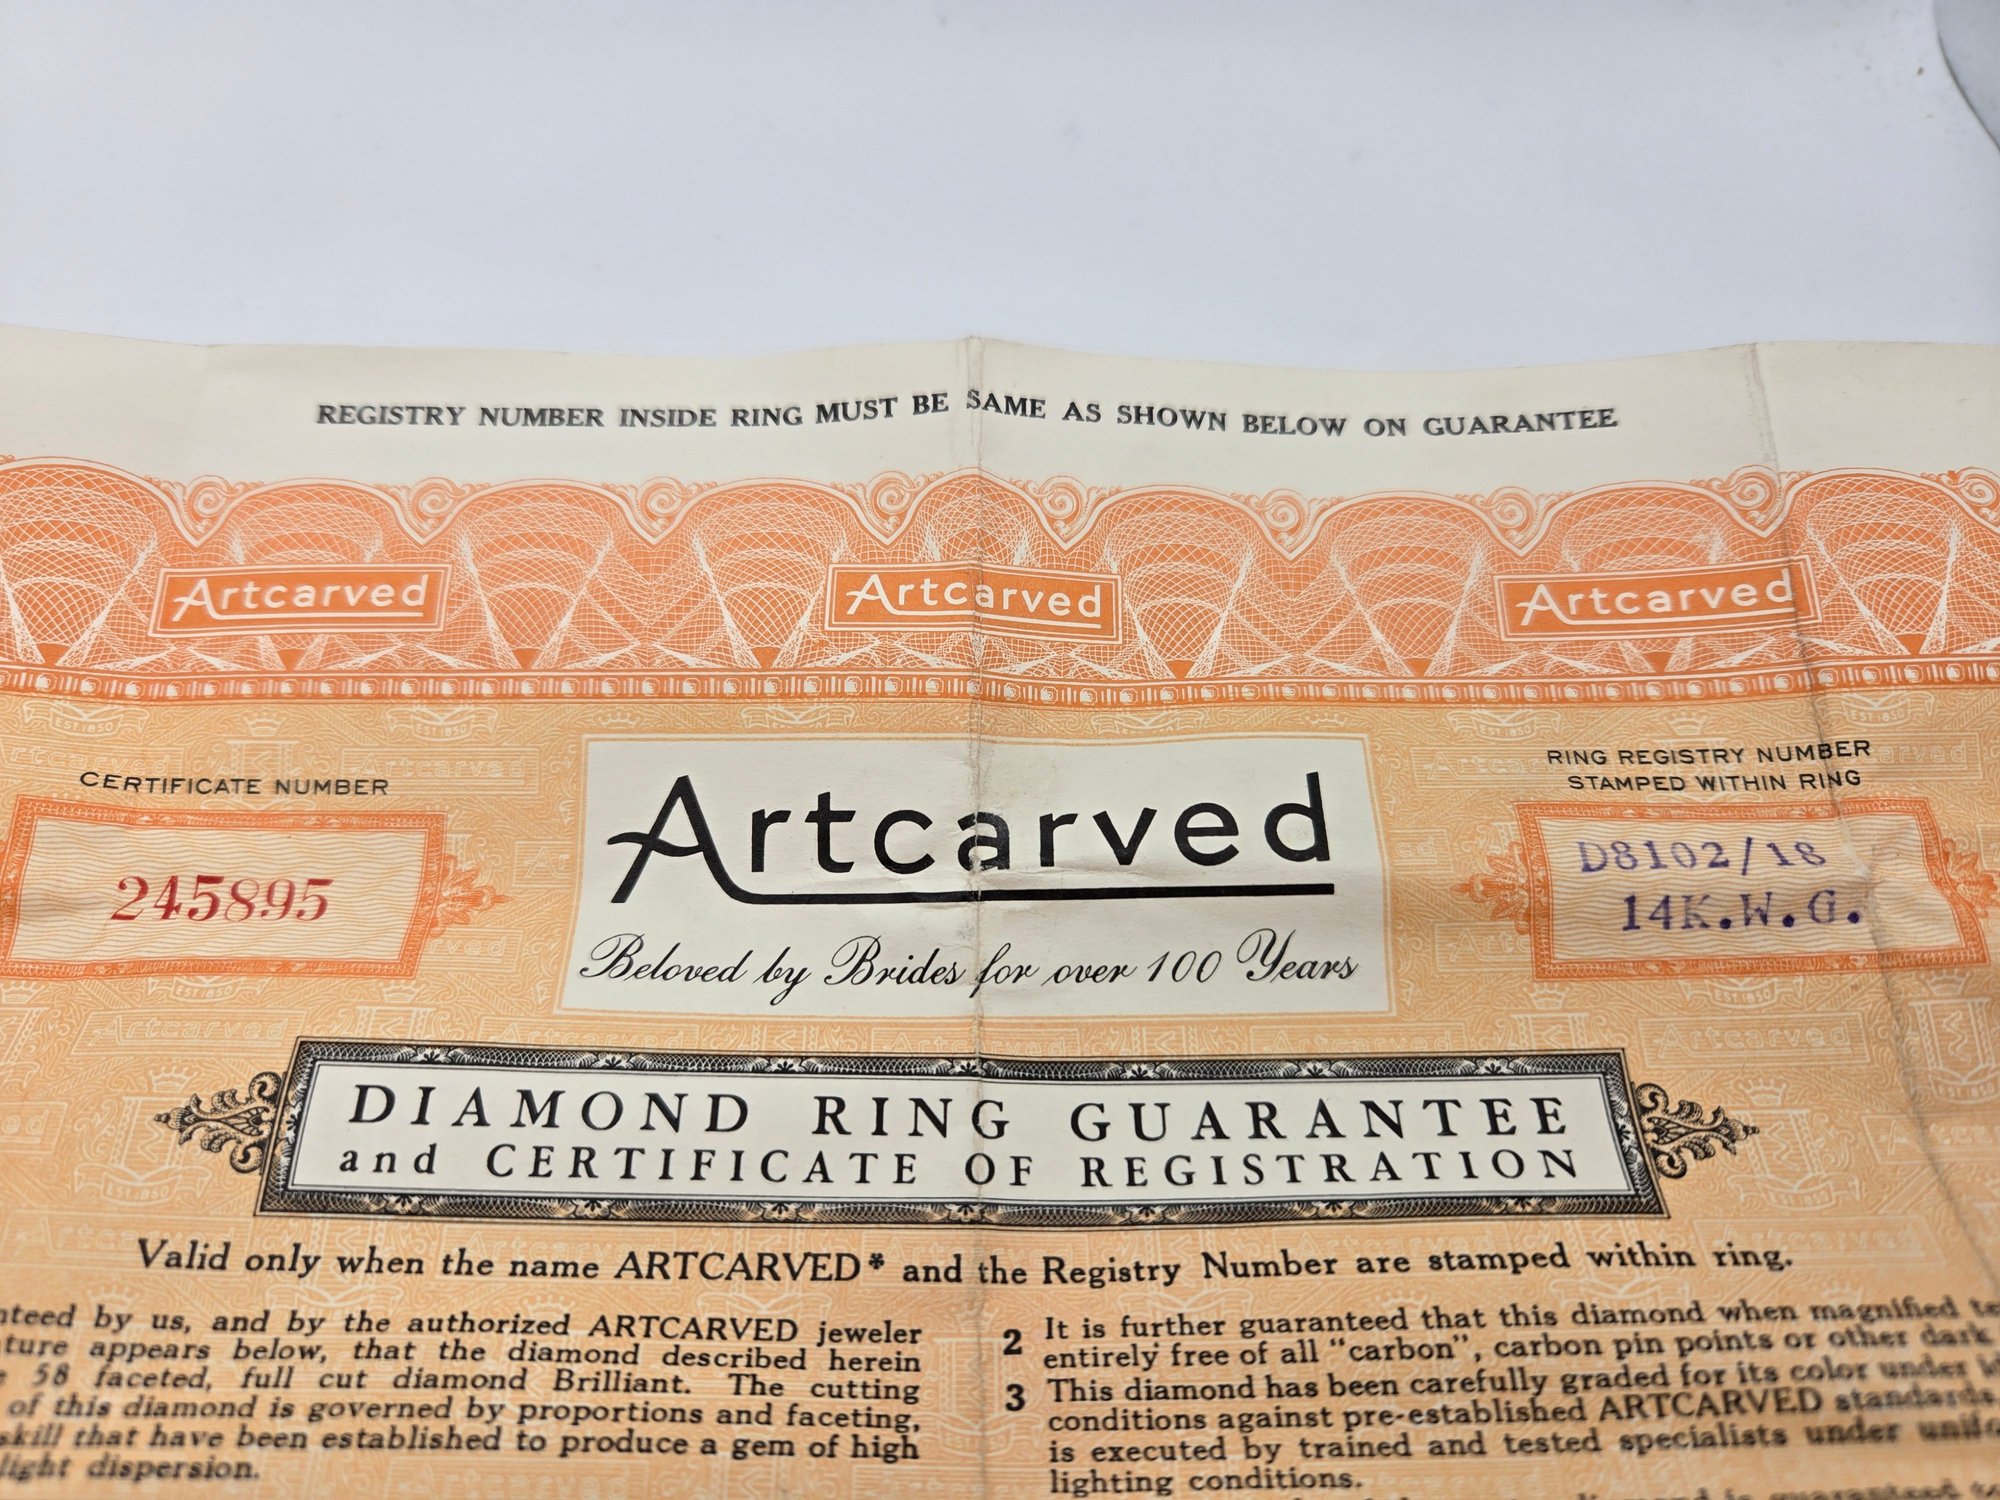 REGISTRY NUMBER INSIDE RING MUST BE SAME AS SHOWN BELOW ON GUARANTEE
Artcarved Artcarved Artcarved
CERTIFICATE NUMBER
245895
Artcarved
Beloved by Brides for over 100 Years
RING REGISTRY NUMBER
STAMPED WITHIN RING
D8102/18
14K.W.G.
DIAMOND RING GUARANTEE
and CERTIFICATE OF REGISTRATION
Valid only when the name ARTCARVED* and the Registry Number are stamped within ring.
by us, and by the authorized ARTCARVED jeweler
appears below, that the diamond described herein
58 faceted, full cut diamond Brilliant. The cutting
of this diamond is governed by proportions and faceting,
skill that have been established to produce a gem of high
light dispersion.
2 It is further guaranteed that this diamond when magnified
entirely free of all "carbon", carbon pin points or other dark
3 This diamond has been carefully graded for its color under
conditions against pre-established ARTCARVED standards.
is executed by trained and tested specialists under
lighting conditions.